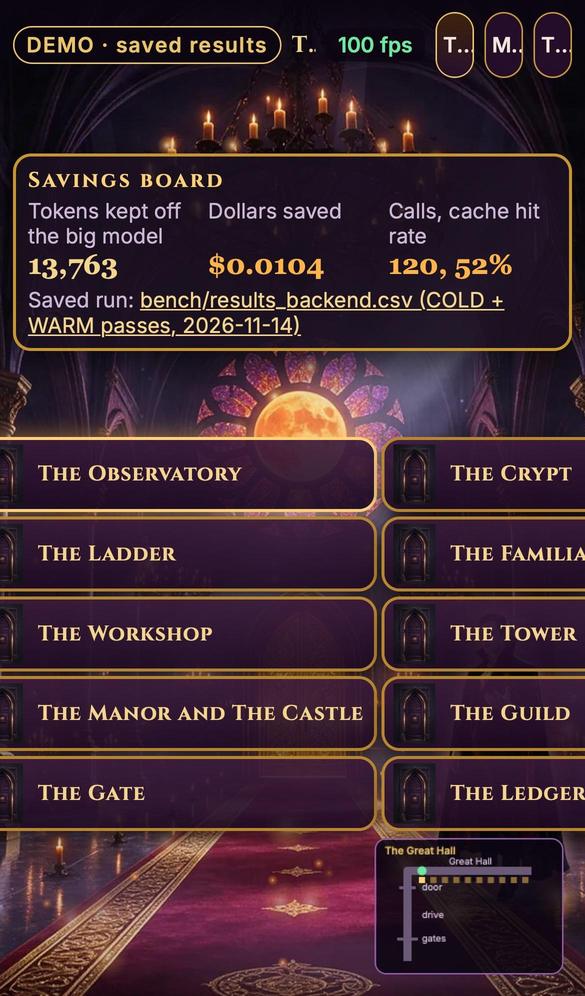 DEMO · saved results T.. 100 fps T... M.. T...
SAVINGS BOARD
Tokens kept off the big model
13,763
Dollars saved
$0.0104
Calls, cache hit rate
120, 52%
Saved run: bench/results_backend.csv (COLD +
WARM passes, 2026-11-14)
THE OBSERVATORY
THE CRYPT
THE LADDER
THE FAMILIA
THE WORKSHOP
THE TOWER
THE MANOR AND THE CASTLE
THE GUILD
THE GATE
THE LEDGER
The Great Hall
Great Hall
door
drive
gates